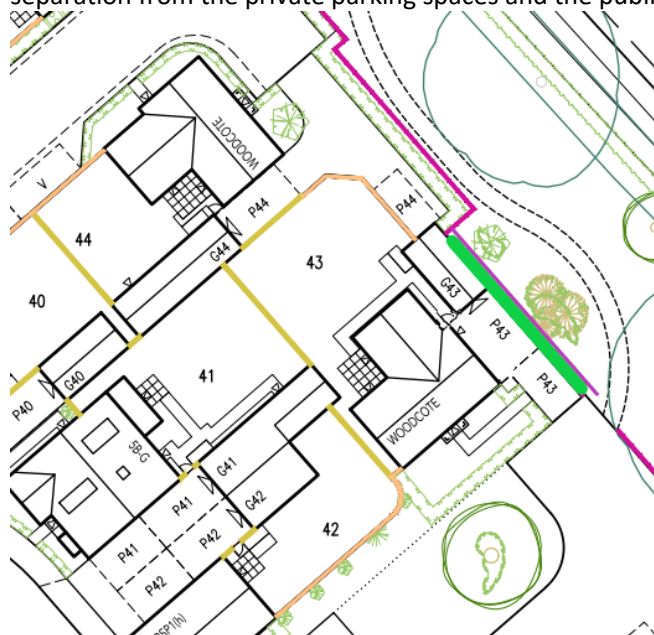 separation from the private parking spaces and the publi
WOODCOTE
V
P44
P44
44
G44
43
40
G43
P43
41
P43
G40
P40
WOODCOTE
5B-G
G41
P41
G42
P41
P42
42
P42
DSP1(h)